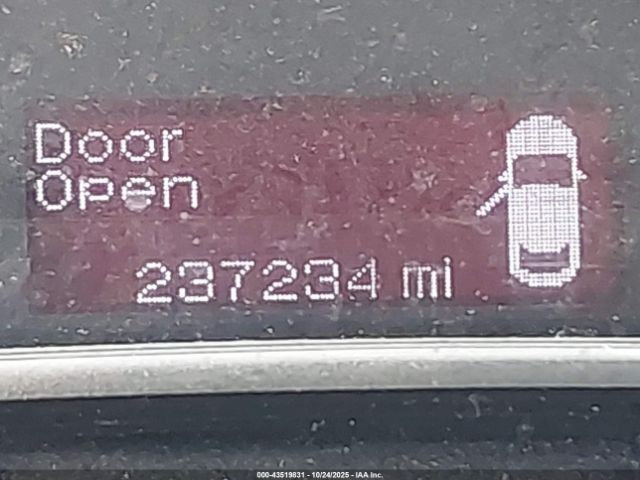 Door
Open
237234 mi
000-43519831 - 10/24/2025 - IAA Inc.